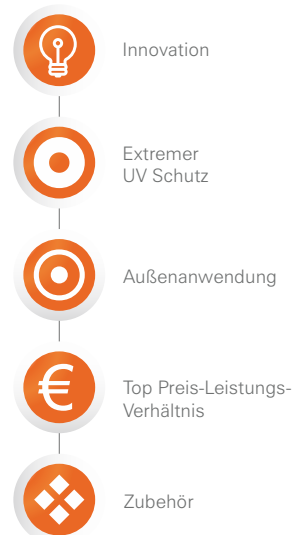 Innovation
Extremer
UV Schutz
Außenanwendung
€
Top Preis-Leistungs-
Verhältnis
Zubehör